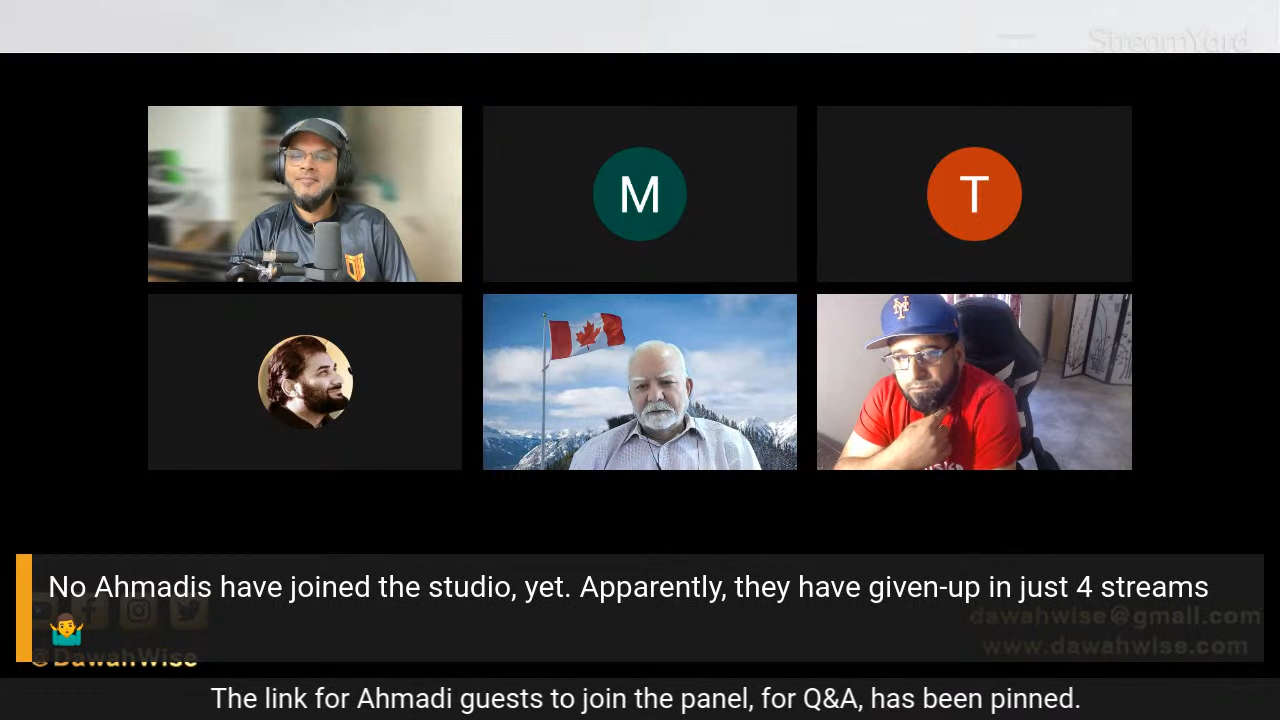 StreamYard
M
T
No Ahmadis have joined the studio, yet. Apparently, they have given-up in just 4 streams
🤷‍♂️
dawahwise@gmail.com
www.dawahwise.com
@DawahWise
The link for Ahmadi guests to join the panel, for Q&A, has been pinned.